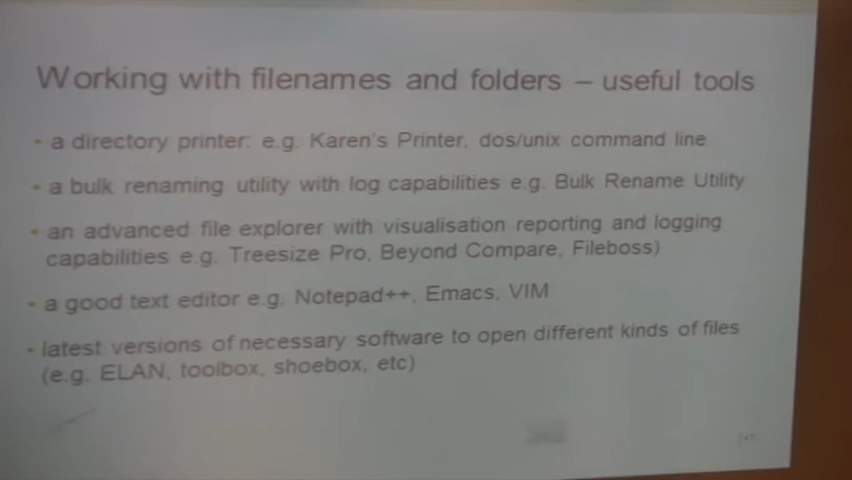 Working with filenames and folders – useful tools
• a directory printer: e.g. Karen's Printer, dos/unix command line
• a bulk renaming utility with log capabilities e.g. Bulk Rename Utility
• an advanced file explorer with visualisation reporting and logging
capabilities e.g. Treesize Pro, Beyond Compare, Fileboss)
• a good text editor e.g. Notepad++, Emacs, VIM
• latest versions of necessary software to open different kinds of files
(e.g. ELAN, toolbox, shoebox, etc)